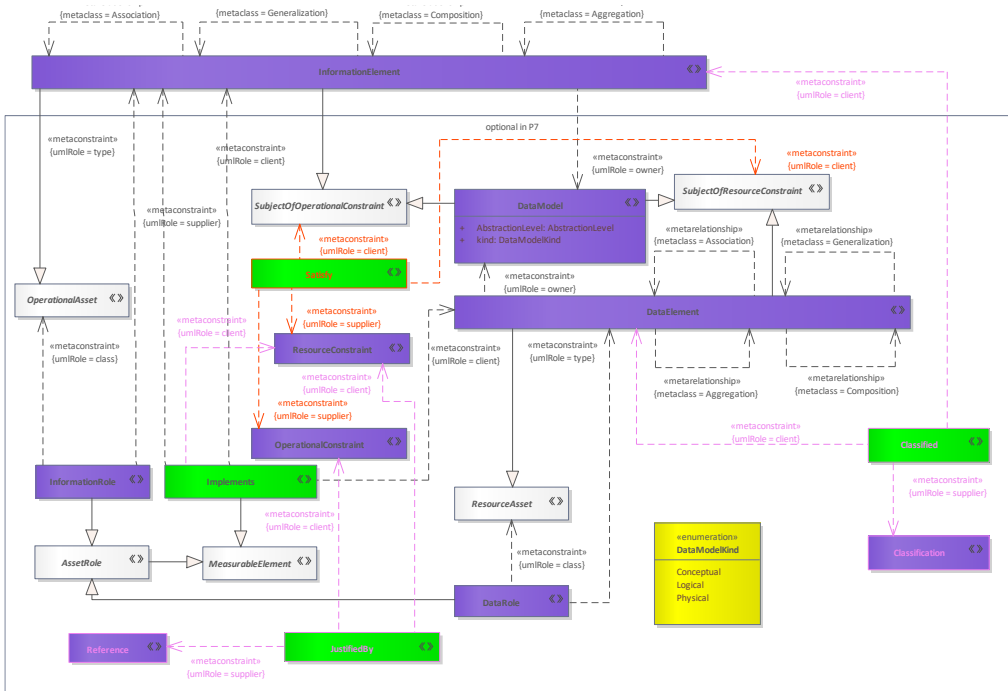 {metaclass = Association}
{metaclass = Generalization}
{metaclass = Composition}
{metaclass = Aggregation}
InformationElement
«metaconstraint»
{umlRole = client}
optional in P7
«metaconstraint»
{umlRole = type}
«metaconstraint»
{umlRole = client}
«metaconstraint»
{umlRole = owner}
«metaconstraint»
{umlRole = client}
SubjectOfOperationalConstraint
DataModel
+ AbstractionLevel: AbstractionLevel
+ kind: DataModelKind
SubjectOfResourceConstraint
«metaconstraint»
{umlRole = supplier}
«metaconstraint»
{umlRole = client}
«metarelationship»
{metaclass = Association}
«metarelationship»
{metaclass = Generalization}
Satisfy
«metaconstraint»
{umlRole = owner}
OperationalAsset
DataElement
«metaconstraint»
{umlRole = supplier}
«metaconstraint»
{umlRole = client}
ResourceConstraint
«metaconstraint»
{umlRole = class}
«metaconstraint»
{umlRole = client}
«metaconstraint»
{umlRole = type}
«metaconstraint»
{umlRole = client}
«metarelationship»
{metaclass = Aggregation}
«metarelationship»
{metaclass = Composition}
«metaconstraint»
{umlRole = supplier}
«metaconstraint»
{umlRole = client}
OperationalConstraint
Classified
InformationRole
Implements
«metaconstraint»
{umlRole = supplier}
ResourceAsset
«metaconstraint»
{umlRole = client}
«enumeration»
DataModelKind
Conceptual
Logical
Physical
Classification
AssetRole
MeasurableElement
«metaconstraint»
{umlRole = class}
DataRole
Reference
JustifiedBy
«metaconstraint»
{umlRole = supplier}